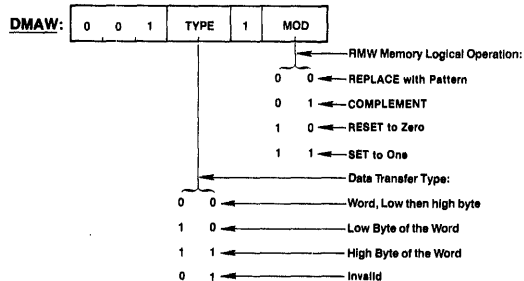 DMAW: 0 0 1 TYPE 1 MOD
RMW Memory Logical Operation:
0 0 REPLACE with Pattern
0 1 COMPLEMENT
1 0 RESET to Zero
1 1 SET to One
Data Transfer Type:
0 0 Word, Low then high byte
1 0 Low Byte of the Word
1 1 High Byte of the Word
0 1 Invalid